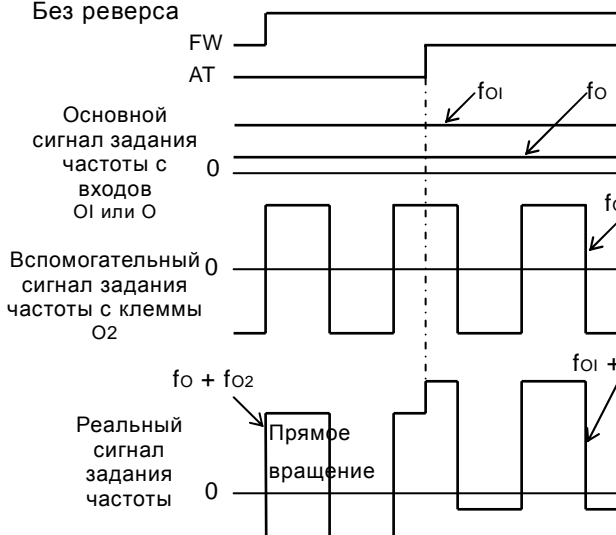 Без реверса
FW
AT
fOI
fO
Основной
сигнал задания
частоты с
входов
OI или O
0
Вспомогательный
сигнал задания
частоты с клеммы
O2
0
fO + fO2
fOI +
Реальный
сигнал
задания
частоты
0
Прямое
вращение